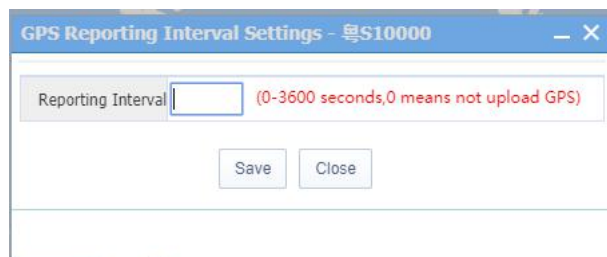 GPS Reporting Interval Settings - 粤S10000
Reporting Interval (0-3600 seconds,0 means not upload GPS)
Save Close